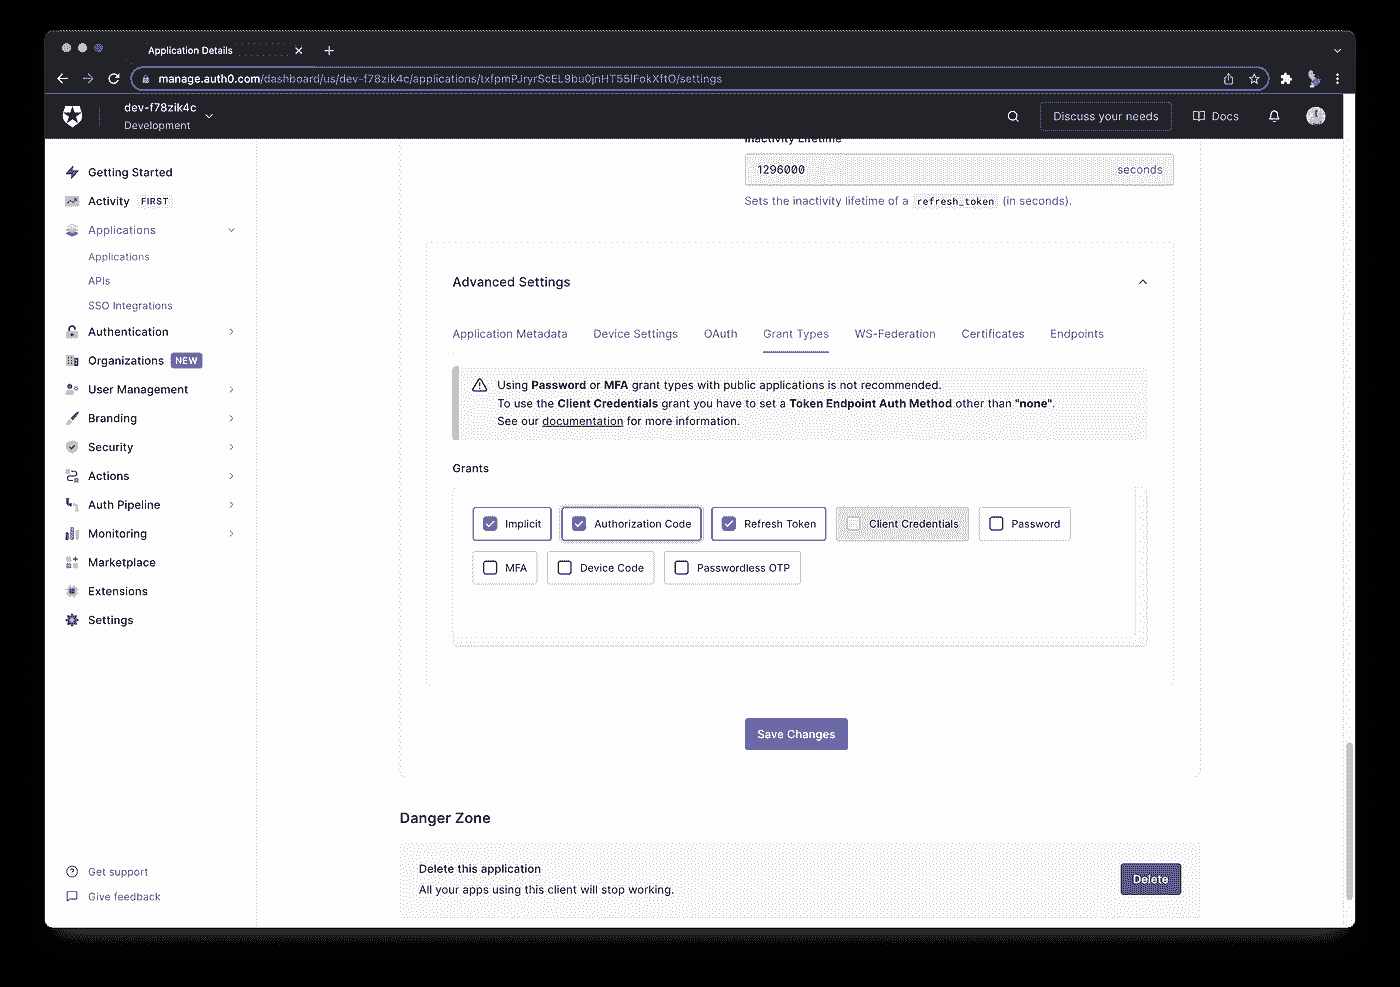 Application Details
manage.auth0.com/dashboard/us/dev-f78zik4c/applications/txfpmPJryrScEL9bu0jnHT55lFokXftO/settings
dev-f78zik4c
Development
Discuss your needs
Docs
Getting Started
Activity FIRST
Applications
Applications
APIs
SSO Integrations
Authentication
Organizations NEW
User Management
Branding
Security
Actions
Auth Pipeline
Monitoring
Marketplace
Extensions
Settings
Get support
Give feedback
Inactivity Lifetime
1296000 seconds
Sets the inactivity lifetime of a refresh_token (in seconds).
Advanced Settings
Application Metadata Device Settings OAuth Grant Types WS-Federation Certificates Endpoints
Using Password or MFA grant types with public applications is not recommended.
To use the Client Credentials grant you have to set a Token Endpoint Auth Method other than "none".
See our documentation for more information.
Grants
Implicit Authorization Code Refresh Token Client Credentials Password
MFA Device Code Passwordless OTP
Save Changes
Danger Zone
Delete this application
All your apps using this client will stop working.
Delete